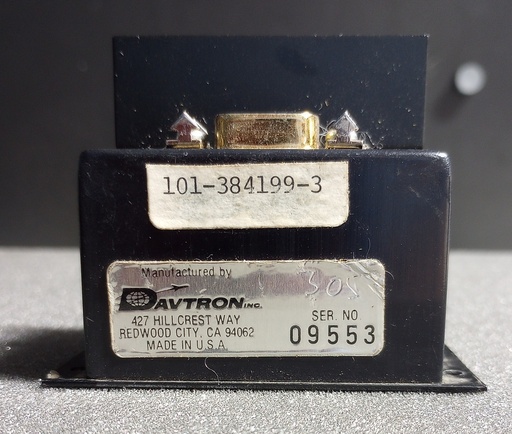 101-384199-3
Manufactured by
DAVTRON INC.
427 HILLCREST WAY
REDWOOD CITY, CA 94062
MADE IN U.S.A.
305
SER. NO
09553